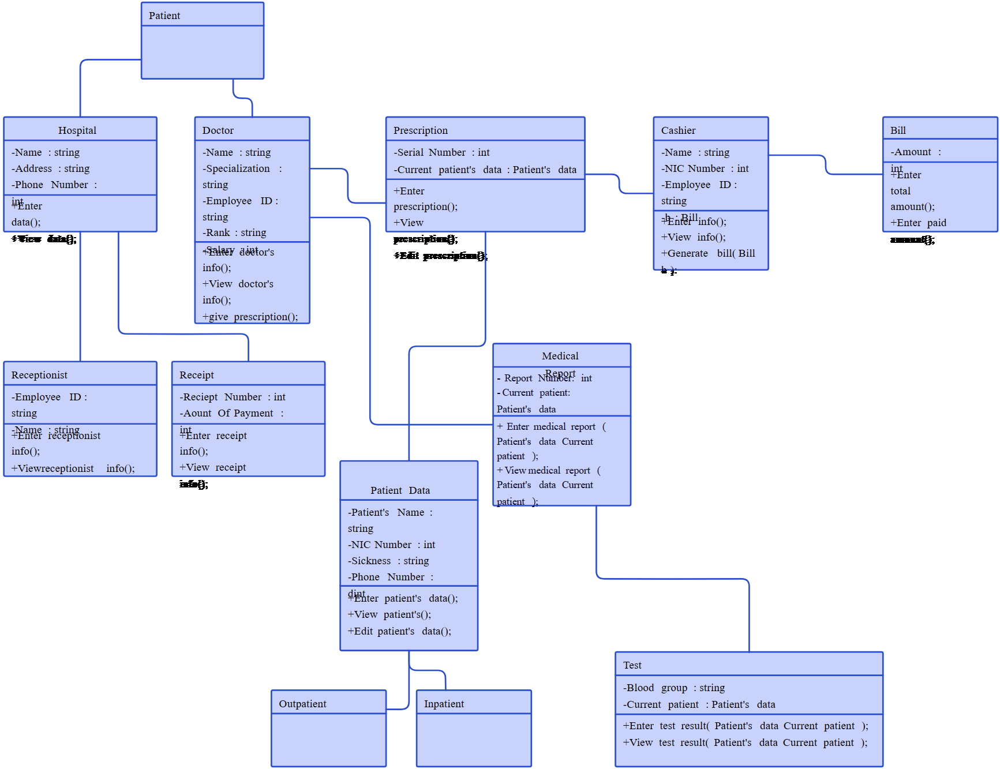 Patient
Hospital
-Name : string
-Address : string
-Phone Number :
int
+Enter
data();
+View data();
Doctor
-Name : string
-Specialization :
string
-Employee ID :
string
-Rank : string
-Salary : int
+Enter doctor's
info();
+View doctor's
info();
+give prescription();
Prescription
-Serial Number : int
-Current patient's data : Patient's data
+Enter
prescription();
+View
prescription();
+Edit prescription();
Cashier
-Name : string
-NIC Number : int
-Employee ID :
string
-b : Bill
+Enter info();
+View info();
+Generate bill( Bill
b );
Bill
-Amount :
int
+Enter
total
amount();
+Enter paid
amount();
Receptionist
-Employee ID :
string
-Name : string
+Enter receptionist
info();
+Viewreceptionist info();
Receipt
-Reciept Number : int
-Aount Of Payment :
int
+Enter receipt
info();
+View receipt
info();
Medical
Report
- Report Number: int
- Current patient:
Patient's data
+ Enter medical report (
Patient's data Current
patient );
+ View medical report (
Patient's data Current
patient );
Patient Data
-Patient's Name :
string
-NIC Number : int
-Sickness : string
-Phone Number :
dint
+Enter patient's data();
+View patient's();
+Edit patient's data();
Outpatient
Inpatient
Test
-Blood group : string
-Current patient : Patient's data
+Enter test result( Patient's data Current patient );
+View test result( Patient's data Current patient );